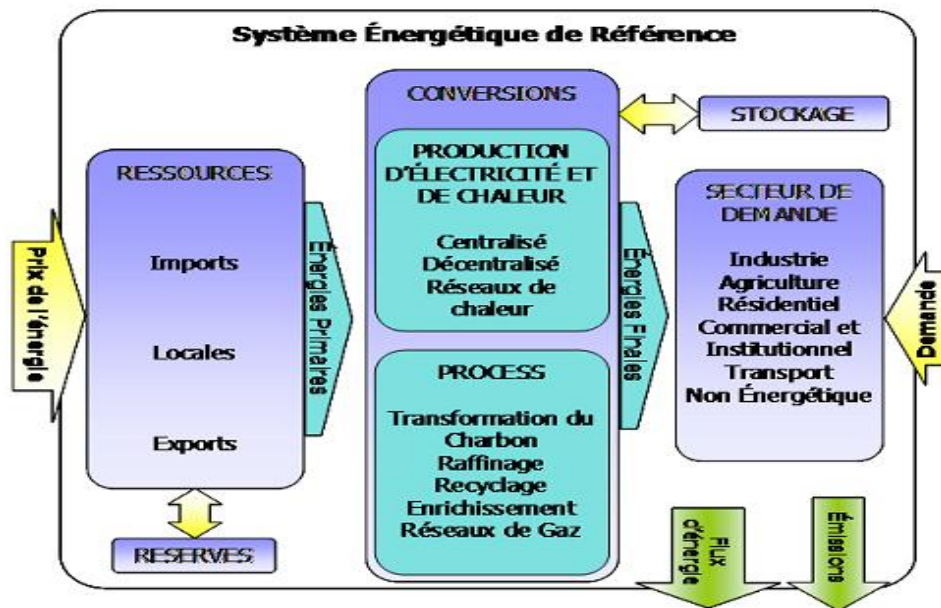 Système Énergétique de Référence
Prix de l'énergie
RESSOURCES
Imports
Locales
Exports
RESERVES
Énergies Primaires
CONVERSIONS
PRODUCTION
D'ÉLECTRICITÉ ET
DE CHALEUR
Centralisé
Décentralisé
Réseaux de
chaleur
PROCESS
Transformation du
Charbon
Raffinage
Recyclage
Enrichissement
Réseaux de Gaz
Énergies Finales
STOCKAGE
SECTEUR DE
DEMANDE
Industrie
Agriculture
Résidentiel
Commercial et
Institutionnel
Transport
Non Énergétique
Demande
Flux
d'énergie
Émissions